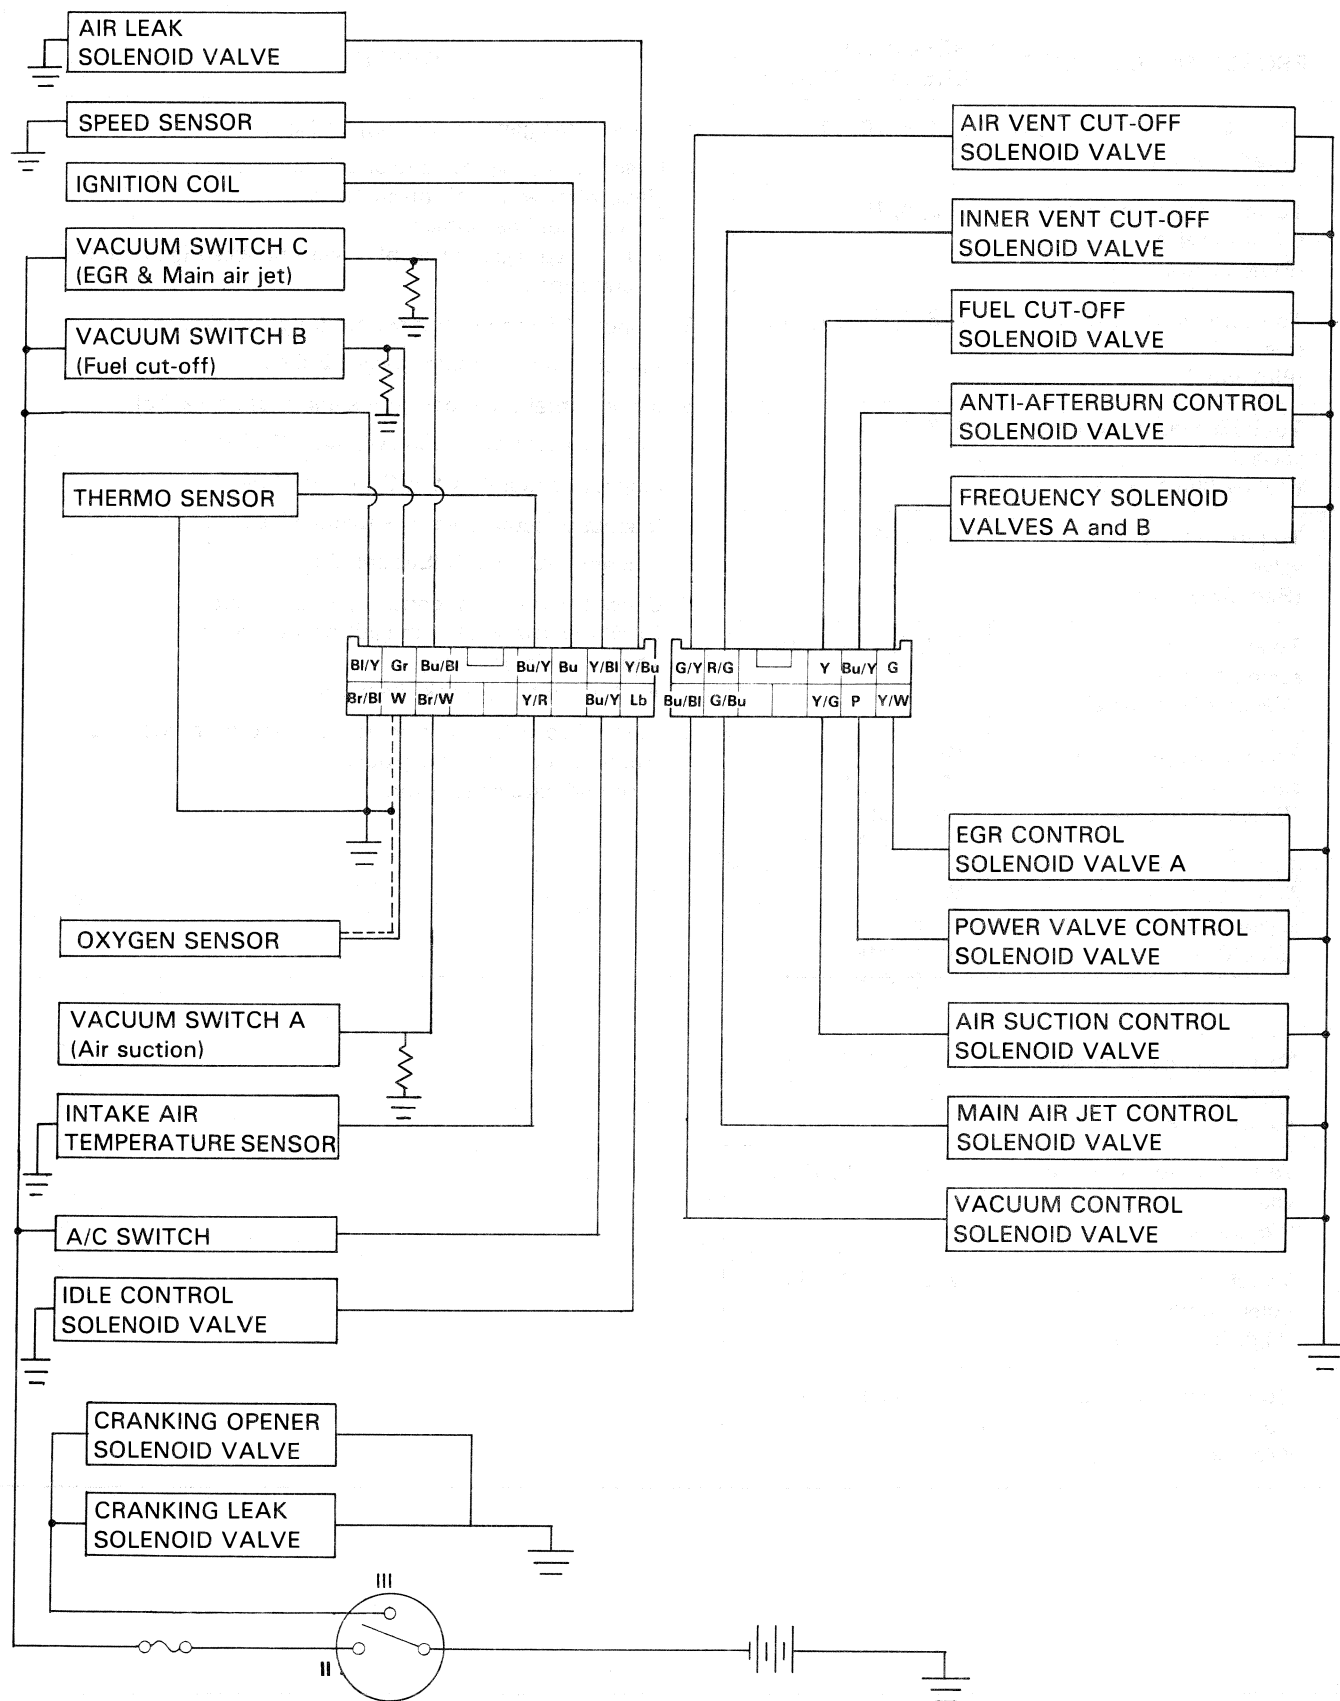 AIR LEAK
SOLENOID VALVE
SPEED SENSOR
IGNITION COIL
VACUUM SWITCH C
(EGR & Main air jet)
VACUUM SWITCH B
(Fuel cut-off)
THERMO SENSOR
AIR VENT CUT-OFF
SOLENOID VALVE
INNER VENT CUT-OFF
SOLENOID VALVE
FUEL CUT-OFF
SOLENOID VALVE
ANTI-AFTERBURN CONTROL
SOLENOID VALVE
FREQUENCY SOLENOID
VALVES A and B
Bl/Y Gr Bu/Bl Bu/Y Bu Y/Bl Y/Bu
Br/Bl W Br/W Y/R Bu/Y Lb
G/Y R/G Y Bu/Y G
Bu/Bl G/Bu Y/G P Y/W
OXYGEN SENSOR
VACUUM SWITCH A
(Air suction)
INTAKE AIR
TEMPERATURE SENSOR
A/C SWITCH
IDLE CONTROL
SOLENOID VALVE
CRANKING OPENER
SOLENOID VALVE
CRANKING LEAK
SOLENOID VALVE
EGR CONTROL
SOLENOID VALVE A
POWER VALVE CONTROL
SOLENOID VALVE
AIR SUCTION CONTROL
SOLENOID VALVE
MAIN AIR JET CONTROL
SOLENOID VALVE
VACUUM CONTROL
SOLENOID VALVE
III
II